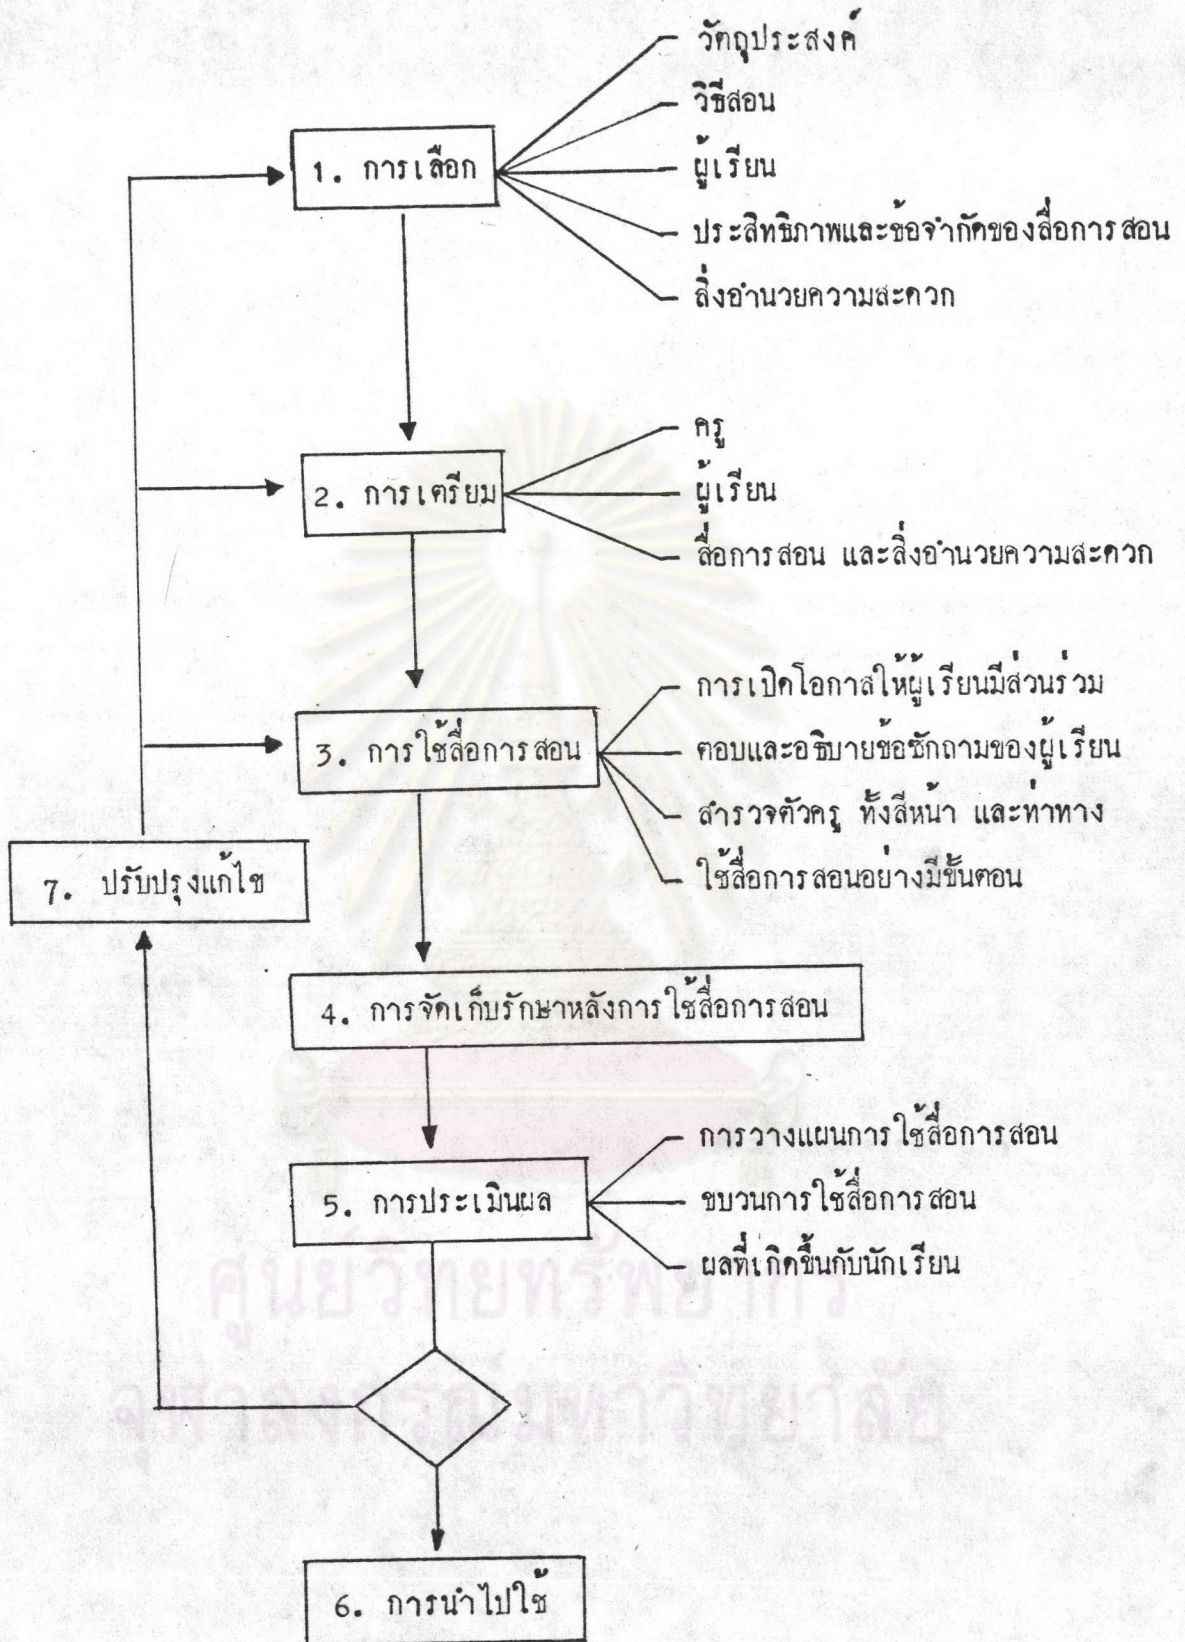 วัตถุประสงค์
วิธีสอน
1. การเลือก
ผู้เรียน
ประสิทธิภาพและข้อจำกัดของสื่อการสอน
สิ่งอำนวยความสะดวก
ครู
2. การเตรียม
ผู้เรียน
สื่อการสอน และสิ่งอำนวยความสะดวก
การเปิดโอกาสให้ผู้เรียนมีส่วนร่วม
3. การใช้สื่อการสอน
ตอบและอธิบายข้อซักถามของผู้เรียน
สำรวจตัวครู ทั้งสีหน้า และท่าทาง
ใช้สื่อการสอนอย่างมีขั้นตอน
7. ปรับปรุงแก้ไข
4. การจัดเก็บรักษาหลังการใช้สื่อการสอน
การวางแผนการใช้สื่อการสอน
5. การประเมินผล
ขบวนการใช้สื่อการสอน
ผลที่เกิดขึ้นกับนักเรียน
ศูนย์วิทยทรัพยากร
จุฬาลงกรณ์มหาวิทยาลัย
6. การนำไปใช้